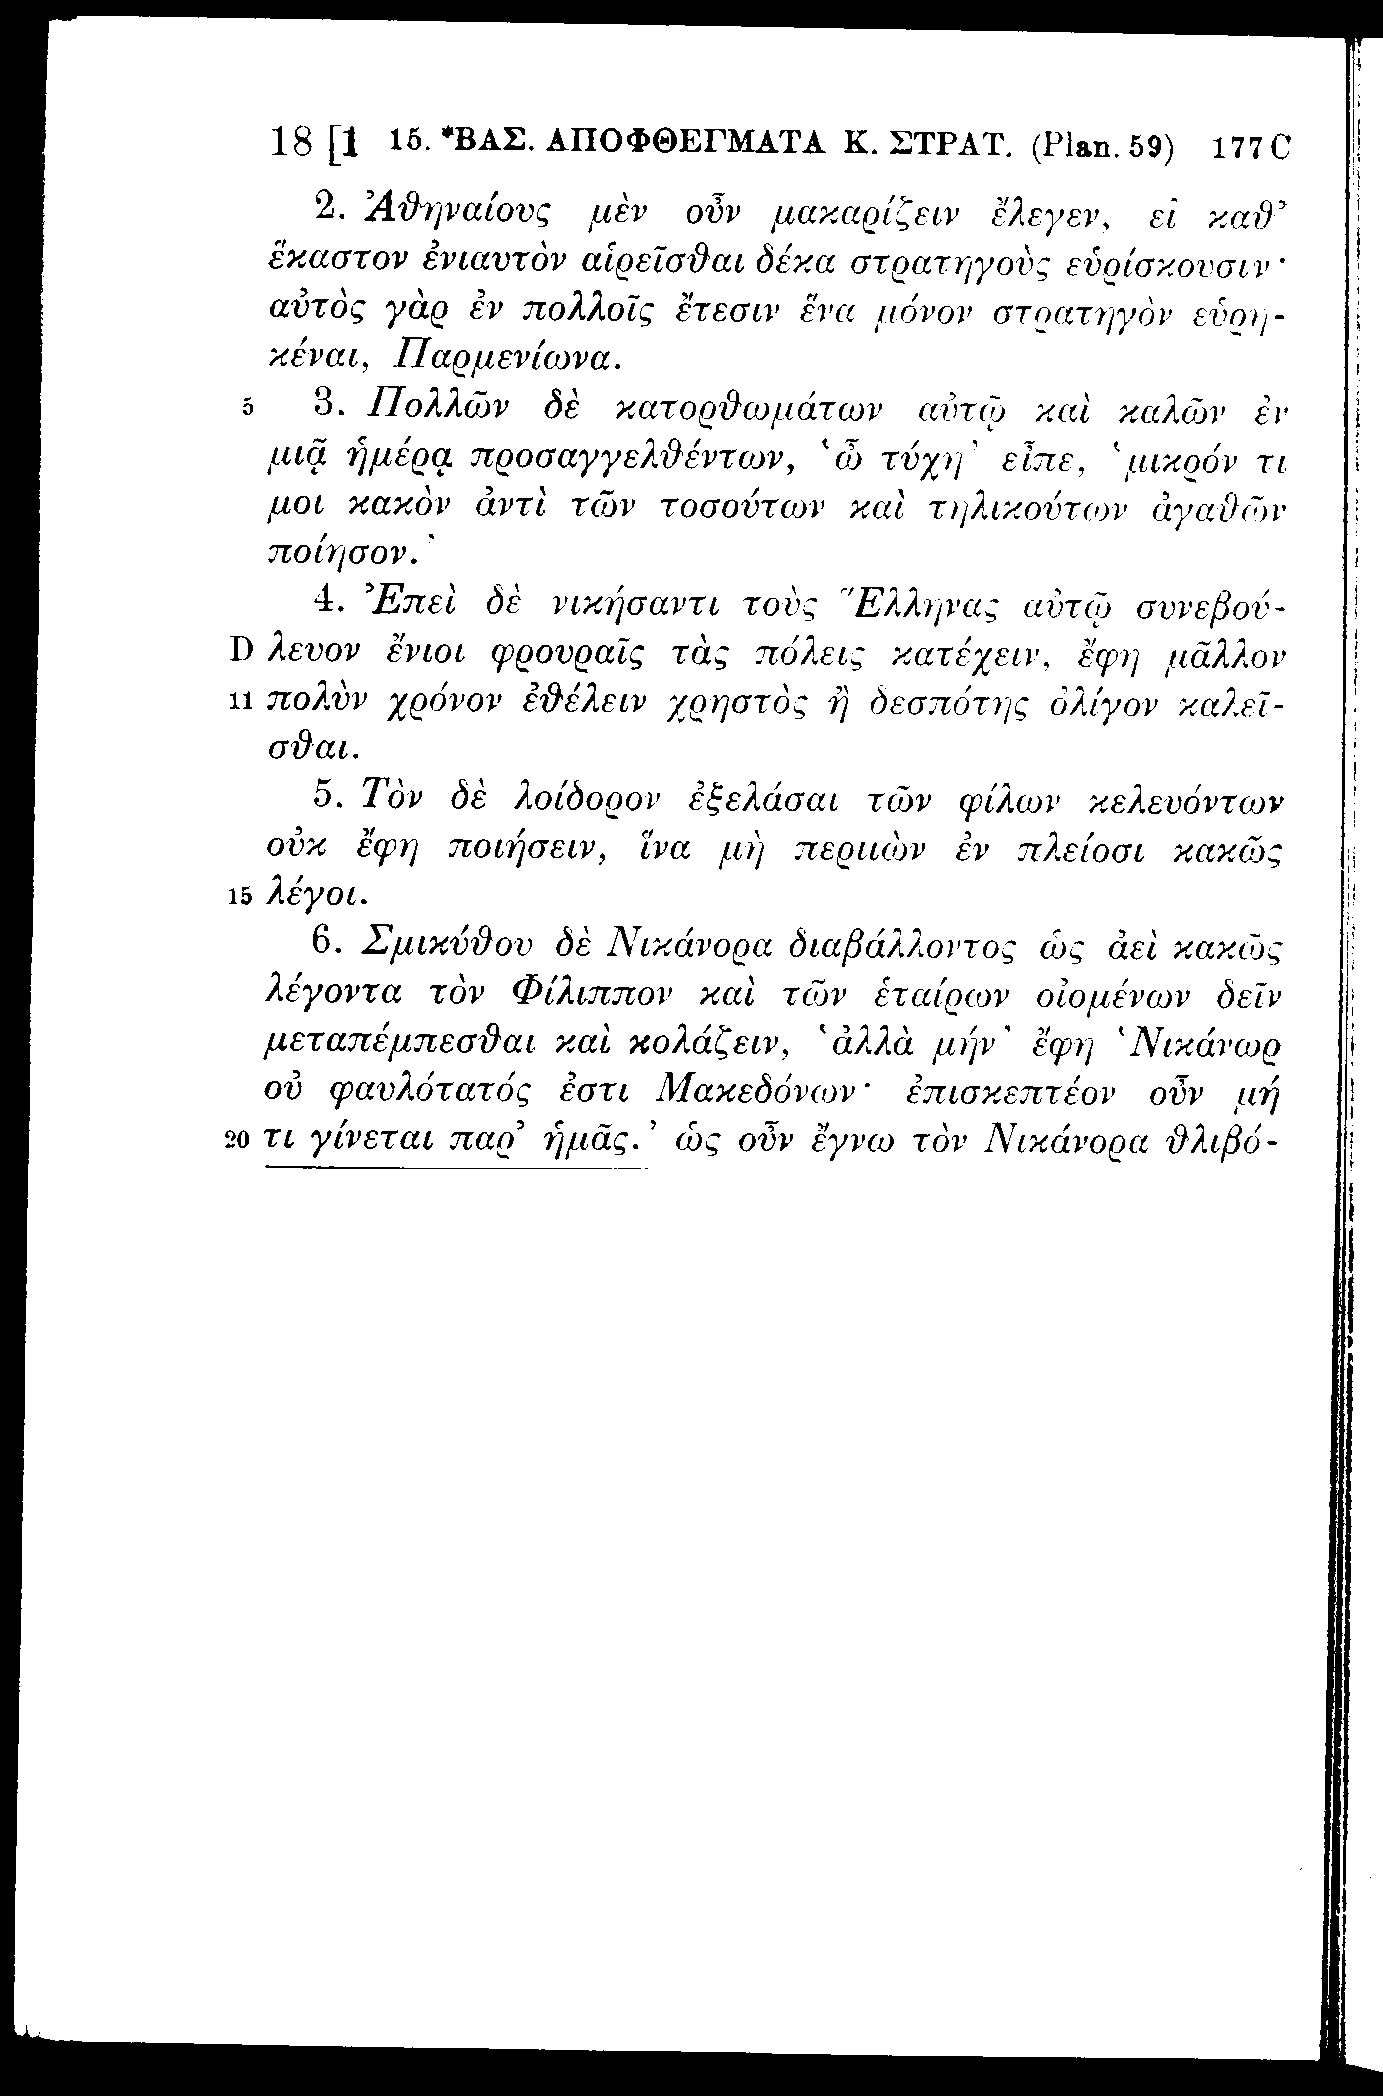 18 [1 15. *ΒΑΣ. ΑΠΟΦΘΕΓΜΑΤΑ Κ. ΣΤΡΑΤ. (Plan. 59) 177 C
2. Ἀθηναίους μὲν οὖν μακαρίζειν ἔλεγεν, εἰ καθ’
ἕκαστον ἐνιαυτὸν αἱρεῖσθαι δέκα στρατηγοὺς εὑρίσκουσιν·
αὐτὸς γὰρ ἐν πολλοῖς ἔτεσιν ἕνα μόνον στρατηγὸν εὑρη-
κέναι, Παρμενίωνα.
5 3. Πολλῶν δὲ κατορθωμάτων αὐτῷ καὶ καλῶν ἐν
μιᾷ ἡμέρᾳ προσαγγελθέντων, ‘ὦ τύχη’ εἶπε, ‘μικρόν τι
μοι κακὸν ἀντὶ τῶν τοσούτων καὶ τηλικούτων ἀγαθῶν
ποίησον.’
4. Ἐπεὶ δὲ νικήσαντι τοὺς Ἕλληνας αὐτῷ συνεβού-
D λευον ἔνιοι φρουραῖς τὰς πόλεις κατέχειν, ἔφη μᾶλλον
11 πολὺν χρόνον ἐθέλειν χρηστὸς ἢ δεσπότης ὀλίγον καλεῖ-
σθαι.
5. Τὸν δὲ λοίδορον ἐξελάσαι τῶν φίλων κελευόντων
οὐκ ἔφη ποιήσειν, ἵνα μὴ περιιὼν ἐν πλείοσι κακῶς
15 λέγοι.
6. Σμικύθου δὲ Νικάνορα διαβάλλοντος ὡς ἀεὶ κακῶς
λέγοντα τὸν Φίλιππον καὶ τῶν ἑταίρων οἰομένων δεῖν
μεταπέμπεσθαι καὶ κολάζειν, ‘ἀλλὰ μήν’ ἔφη ‘Νικάνωρ
οὐ φαυλότατός ἐστι Μακεδόνων· ἐπισκεπτέον οὖν μή
20 τι γίνεται παρ’ ἡμᾶς.’ ὡς οὖν ἔγνω τὸν Νικάνορα θλιβό-